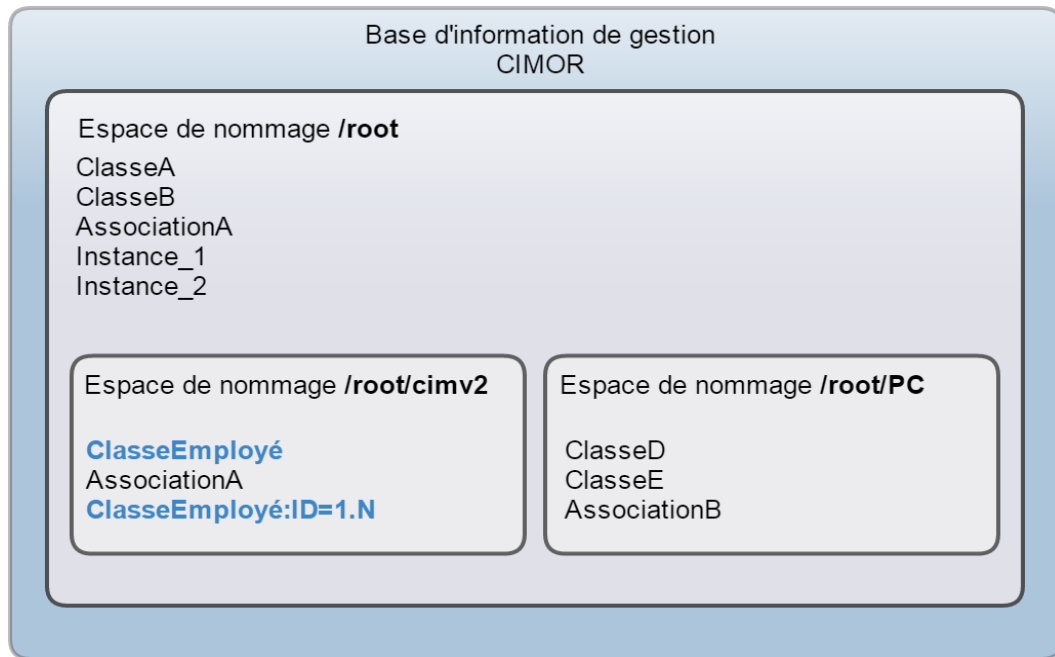 Base d'information de gestion
CIMOR
Espace de nommage /root
ClasseA
ClasseB
AssociationA
Instance_1
Instance_2
Espace de nommage /root/cimv2
ClasseEmployé
AssociationA
ClasseEmployé:ID=1.N
Espace de nommage /root/PC
ClasseD
ClasseE
AssociationB